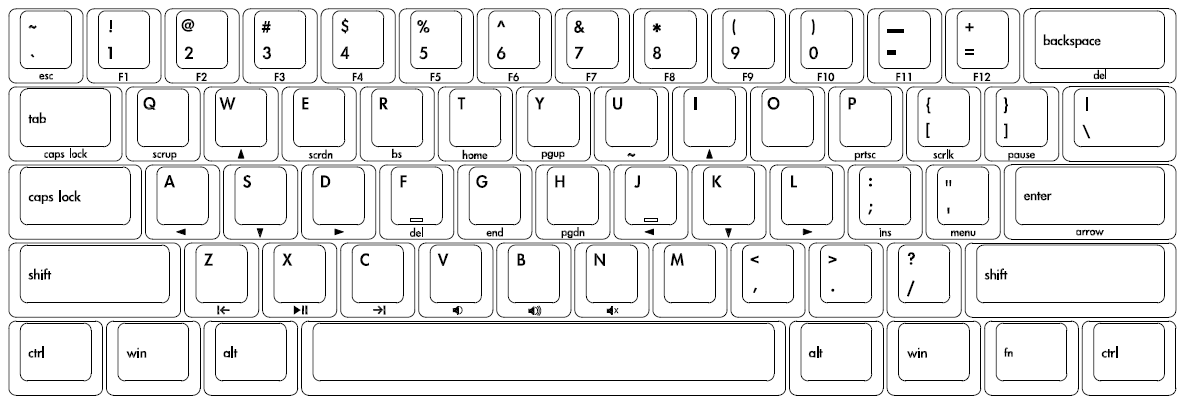 ~ ! @ # $ % ^ & * ( ) — + backspace
` 1 2 3 4 5 6 7 8 9 0 - =
esc F1 F2 F3 F4 F5 F6 F7 F8 F9 F10 F11 F12 del
tab Q W E R T Y U I O P { } |
[ ] \
caps lock scrup ▲ scrdn bs home pgup ~ ▲ prtsc scrlk pause
caps lock A S D F G H J K L : " enter
; '
◄ ▼ ► del end pgdn ◄ ▼ ► ins menu arrow
shift Z X C V B N M < > ? shift
, . /
ctrl win alt alt win fn ctrl